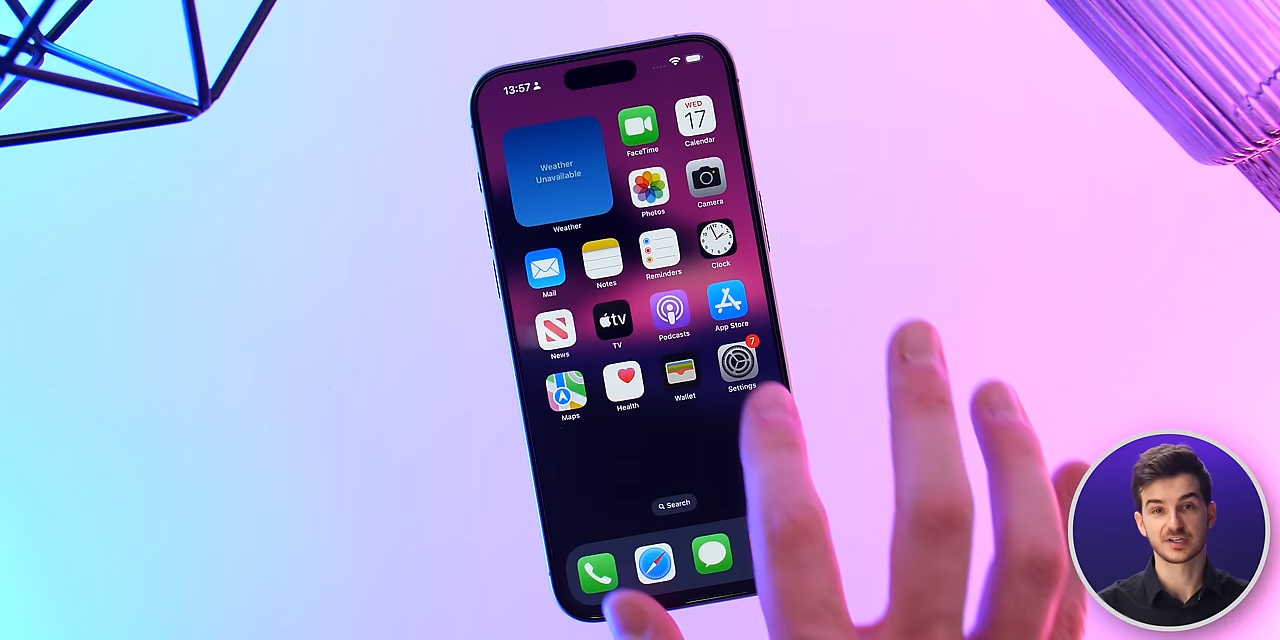 13:57
Weather
Unavailable
Weather
FaceTime
WED
17
Calendar
Photos
Camera
Mail
Notes
Reminders
Clock
News
tv
TV
Podcasts
App Store
7
Maps
Health
Wallet
Settings
Search